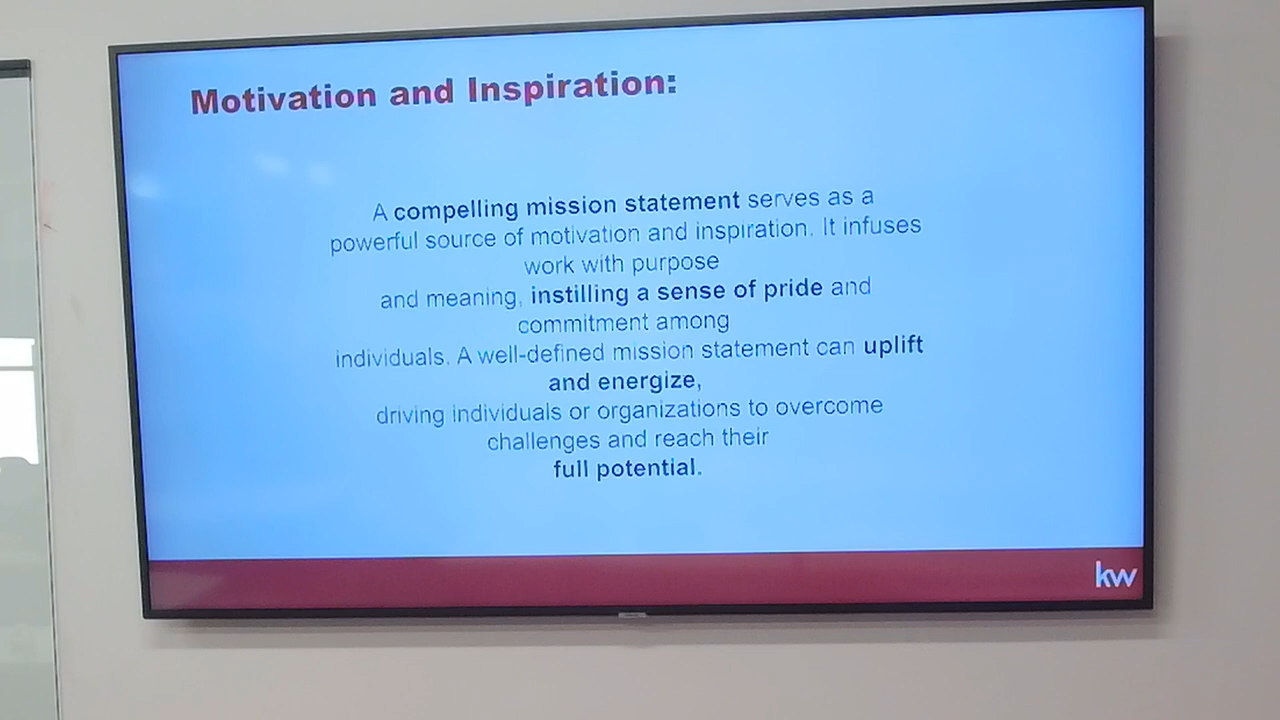 Motivation and Inspiration:
A compelling mission statement serves as a
powerful source of motivation and inspiration. It infuses
work with purpose
and meaning, instilling a sense of pride and
commitment among
individuals. A well-defined mission statement can uplift
and energize,
driving individuals or organizations to overcome
challenges and reach their
full potential.
kw